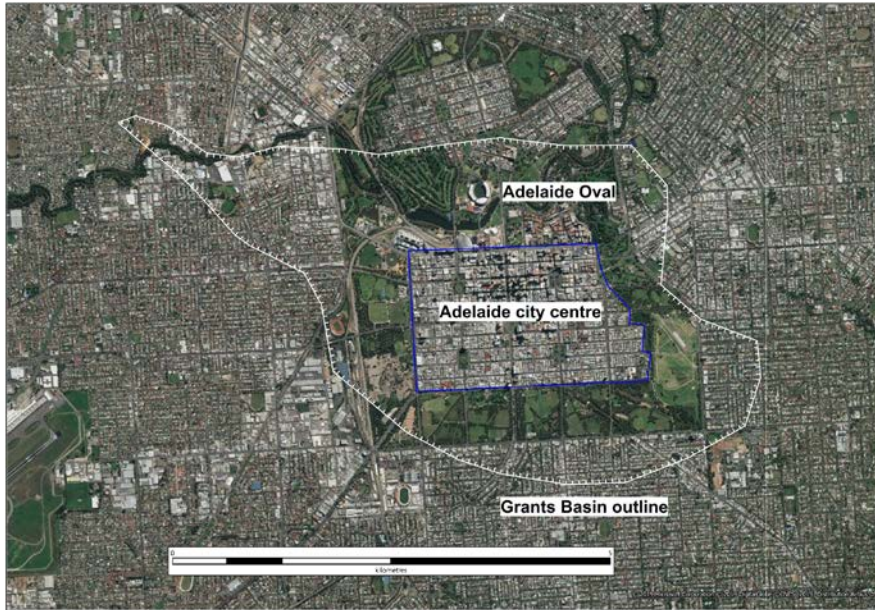 Adelaide Oval
Adelaide city centre
Grants Basin outline
0 5
kilometres